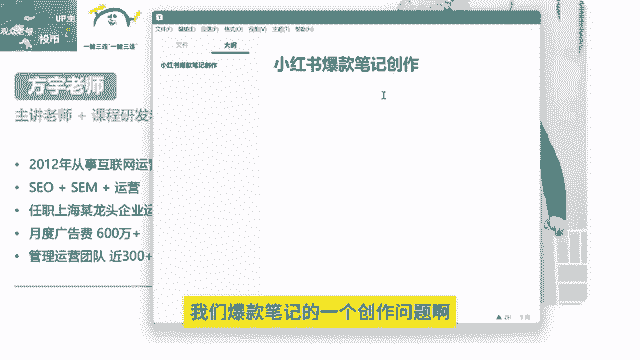 UP主
投币
一键三连"一键三连"
方宇老师
主讲老师 + 课程研发
2012年从事互联网运营
SEO + SEM + 运营
任职上海某龙头企业运
月度广告费 600万+
管理运营团队 近300+
文件(F) 编辑(E) 段落(P) 格式(O) 视图(V) 主题(T) 帮助(H)
文件 大纲
小红书爆款笔记创作
小红书爆款笔记创作
我们爆款笔记的一个创作问题啊